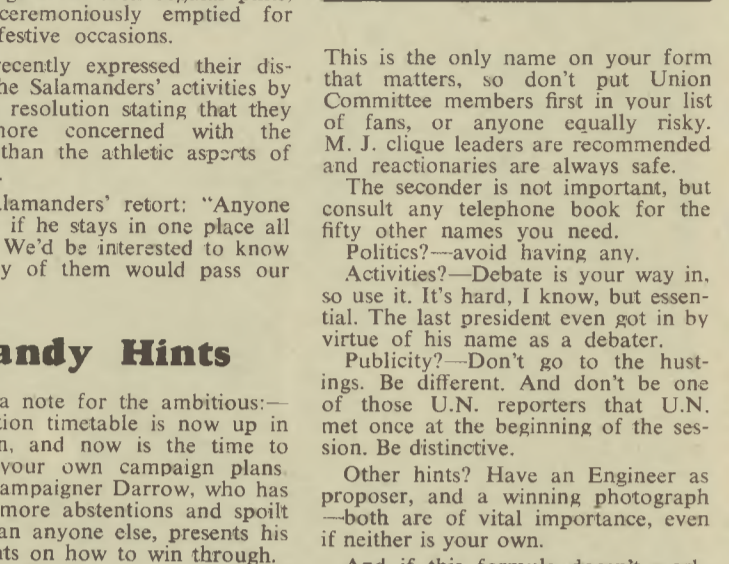 ceremoniously emptied for
festive occasions.
recently expressed their dis-
he Salamanders' activities by
resolution stating that they
more concerned with the
than the athletic aspects of
alamanders' retort: "Anyone
if he stays in one place all
We'd be interested to know
y of them would pass our
andy Hints
a note for the ambitious:—
tion timetable is now up in
n, and now is the time to
your own campaign plans.
ampaigner Darrow, who has
more abstentions and spoilt
an anyone else, presents his
nts on how to win through.
This is the only name on your form
that matters, so don't put Union
Committee members first in your list
of fans, or anyone equally risky.
M. J. clique leaders are recommended
and reactionaries are always safe.
The seconder is not important, but
consult any telephone book for the
fifty other names you need.
Politics?—avoid having any.
Activities?—Debate is your way in,
so use it. It's hard, I know, but essen-
tial. The last president even got in by
virtue of his name as a debater.
Publicity?—Don't go to the hust-
ings. Be different. And don't be one
of those U.N. reporters that U.N.
met once at the beginning of the ses-
sion. Be distinctive.
Other hints? Have an Engineer as
proposer, and a winning photograph
—both are of vital importance, even
if neither is your own.
And if this formula doesn't